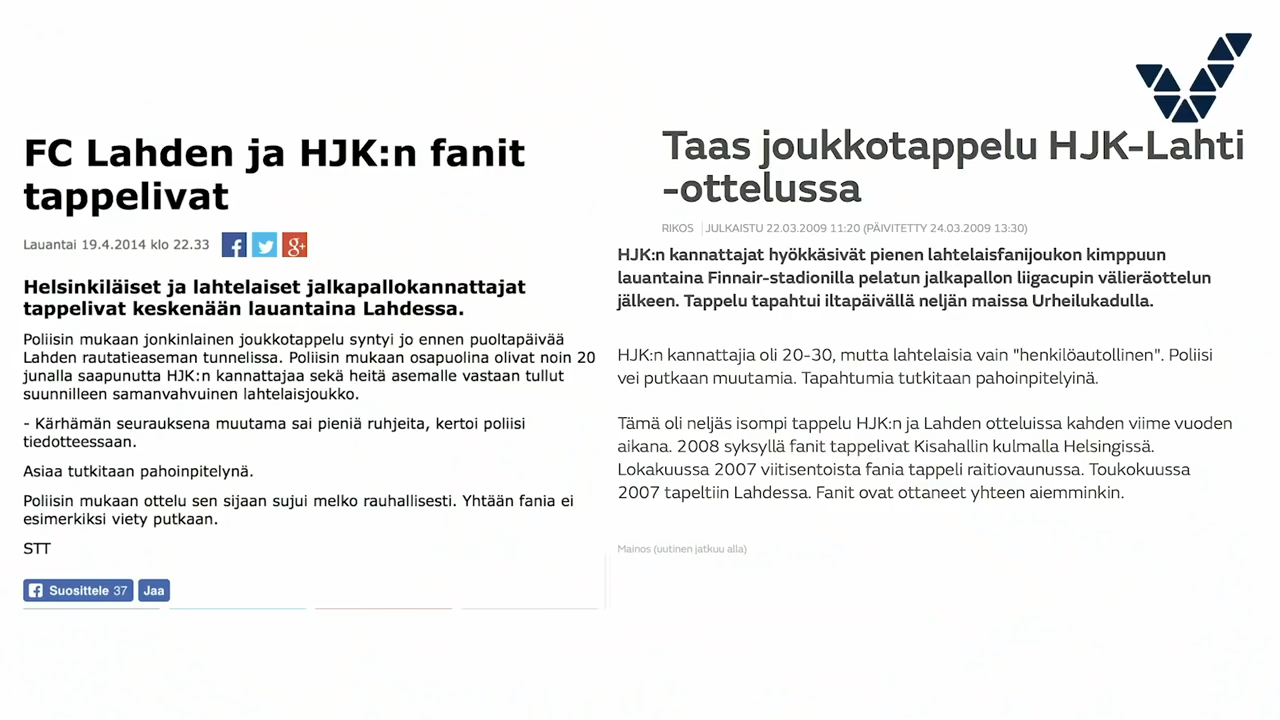 FC Lahden ja HJK:n fanit
tappelivat
Lauantai 19.4.2014 klo 22.33
Helsinkiläiset ja lahtelaiset jalkapallokannattajat
tappelivat keskenään lauantaina Lahdessa.
Poliisin mukaan jonkinlainen joukkotappelu syntyi jo ennen puoltapäivää
Lahden rautatieaseman tunnelissa. Poliisin mukaan osapuolina olivat noin 20
junalla saapunutta HJK:n kannattajaa sekä heitä asemalle vastaan tullut
suunnilleen samanvahvuinen lahtelaisjoukko.
- Kärhämän seurauksena muutama sai pieniä ruhjeita, kertoi poliisi
tiedotteessaan.
Asiaa tutkitaan pahoinpitelynä.
Poliisin mukaan ottelu sen sijaan sujui melko rauhallisesti. Yhtään fania ei
esimerkiksi viety putkaan.
STT
Suosittele 37 Jaa
Taas joukkotappelu HJK-Lahti
-ottelussa
RIKOS JULKAISTU 22.03.2009 11:20 (PÄIVITETTY 24.03.2009 13:30)
HJK:n kannattajat hyökkäsivät pienen lahtelaisfanijoukon kimppuun
lauantaina Finnair-stadionilla pelatun jalkapallon liigacupin välieräottelun
jälkeen. Tappelu tapahtui iltapäivällä neljän maissa Urheilukadulla.
HJK:n kannattajia oli 20-30, mutta lahtelaisia vain "henkilöautollinen". Poliisi
vei putkaan muutamia. Tapahtumia tutkitaan pahoinpitelyinä.
Tämä oli neljäs isompi tappelu HJK:n ja Lahden otteluissa kahden viime vuoden
aikana. 2008 syksyllä fanit tappelivat Kisahallin kulmalla Helsingissä.
Lokakuussa 2007 viitisentoista fania tappeli raitiovaunussa. Toukokuussa
2007 tapeltiin Lahdessa. Fanit ovat ottaneet yhteen aiemminkin.
Mainos (uutinen jatkuu alla)